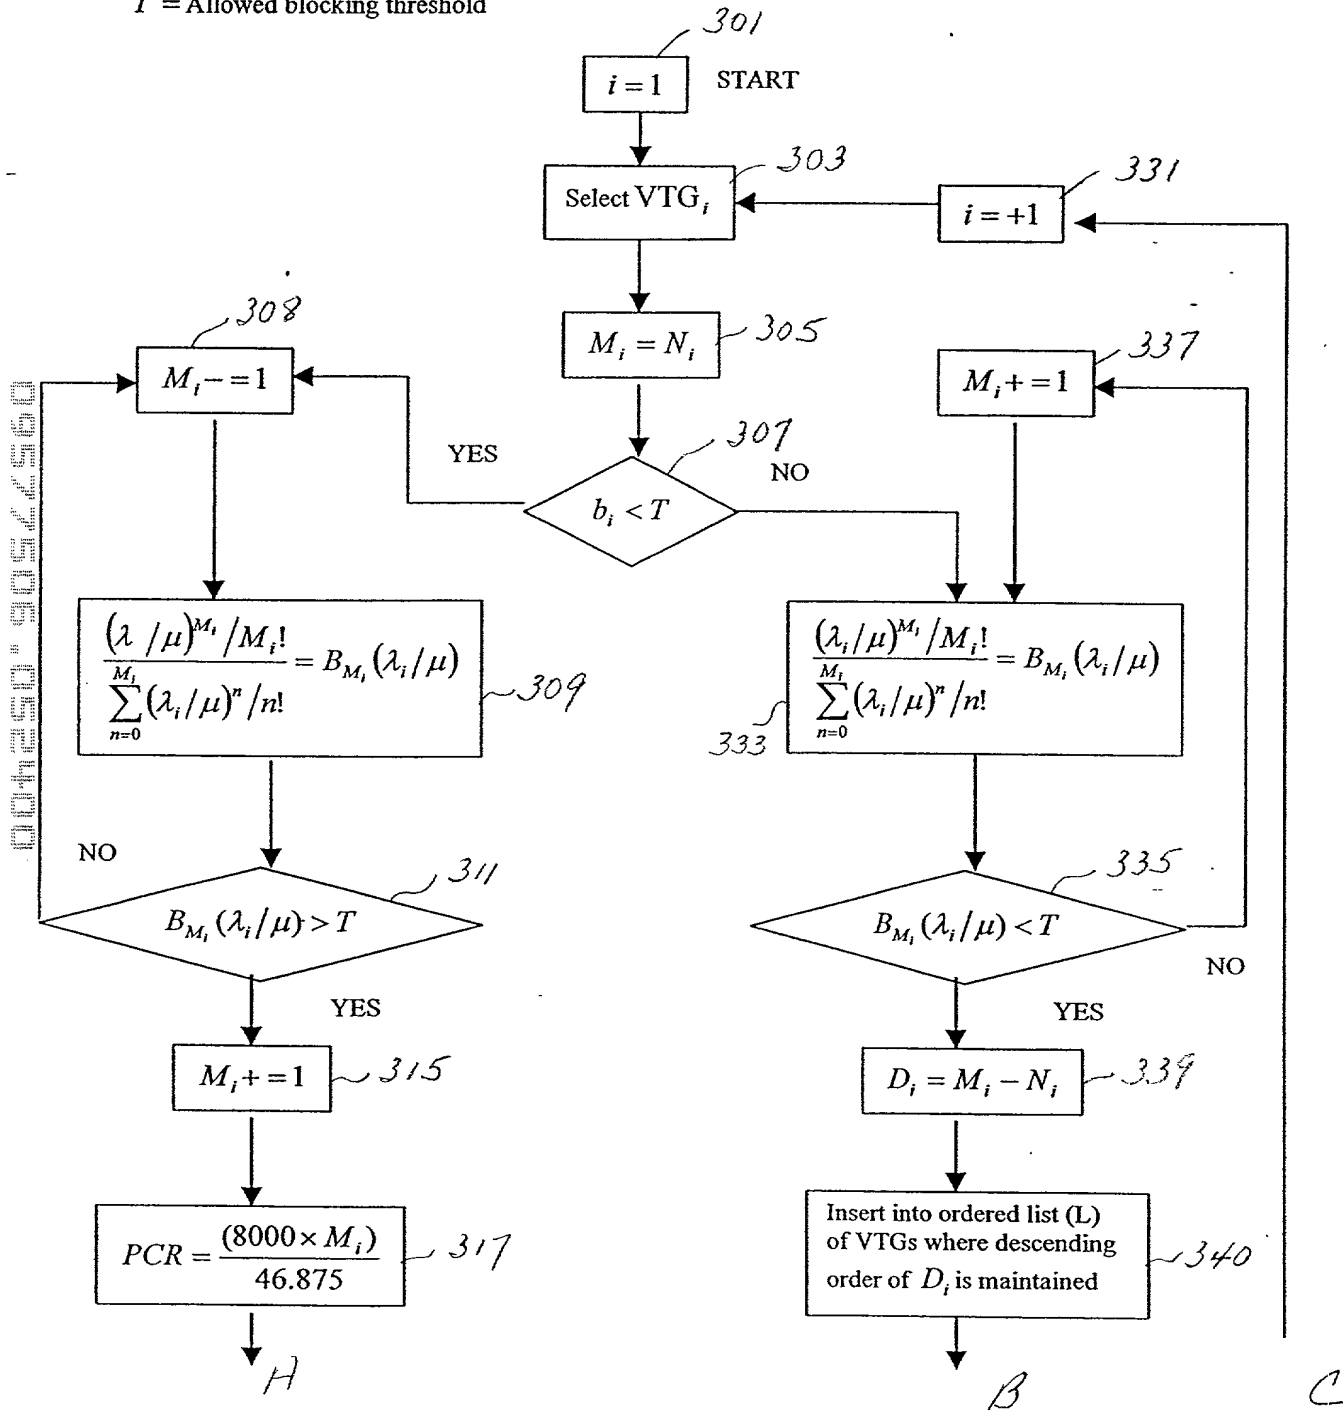 T = Allowed blocking threshold
301
i = 1 START
303
Select VTG_i
331
i = +1
308
M_i - = 1
305
M_i = N_i
337
M_i + = 1
307
YES
NO
b_i < T
(λ /μ)^{M_i} / M_i!
= B_{M_i}(λ_i/μ)
∑_{n=0}^{M_i} (λ_i/μ)^n / n!
309
(λ_i/μ)^{M_i} / M_i!
= B_{M_i}(λ_i/μ)
∑_{n=0}^{M_i} (λ_i/μ)^n / n!
333
NO
311
B_{M_i}(λ_i/μ) > T
335
B_{M_i}(λ_i/μ) < T
NO
YES
YES
M_i + = 1
315
D_i = M_i - N_i
339
PCR = (8000 × M_i) / 46.875
317
Insert into ordered list (L)
of VTGs where descending
order of D_i is maintained
340
A
B
C